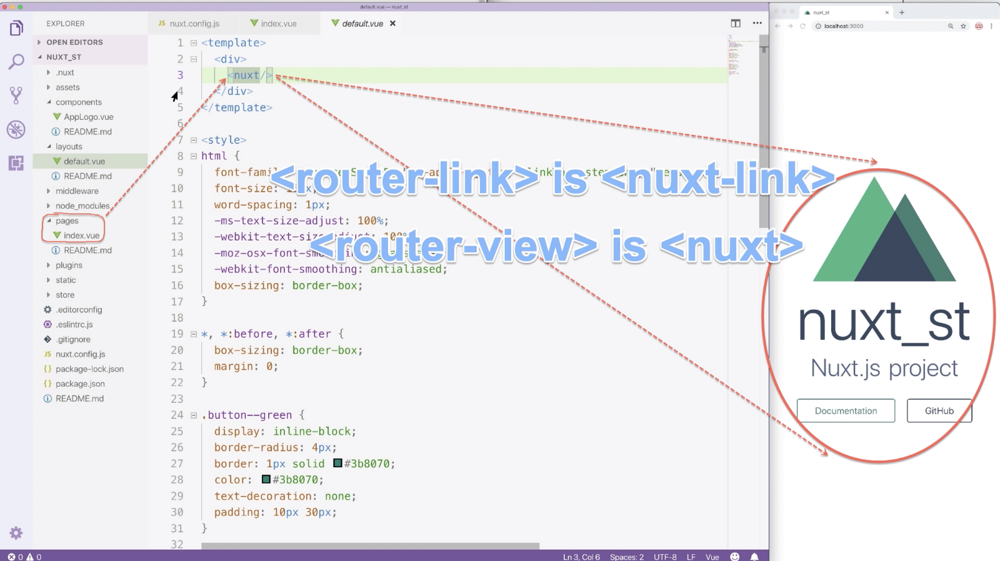 default.vue — nuxt_st
EXPLORER
OPEN EDITORS
NUXT_ST
.nuxt
assets
components
AppLogo.vue
README.md
layouts
default.vue
README.md
middleware
node_modules
pages
index.vue
README.md
plugins
static
store
.editorconfig
.eslintrc.js
.gitignore
JS nuxt.config.js
{} package-lock.json
{} package.json
README.md
JS nuxt.config.js
index.vue
default.vue
1 <template>
2 <div>
3 <nuxt/>
4 </div>
5 </template>
6
7 <style>
8 html {
9 font-family
10 font-size:
11 word-spacing: 1px;
12 -ms-text-size-adjust: 100%;
13 -webkit-text-size-adjust: 100%
14 -moz-osx-font-smo
15 -webkit-font-smoothing: antialiased;
16 box-sizing: border-box;
17 }
18
19 *, *:before, *:after {
20 box-sizing: border-box;
21 margin: 0;
22 }
23
24 .button--green {
25 display: inline-block;
26 border-radius: 4px;
27 border: 1px solid #3b8070;
28 color: #3b8070;
29 text-decoration: none;
30 padding: 10px 30px;
31 }
32
<router-link> is <nuxt-link>
<router-view> is <nuxt>
0 0
Ln 3, Col 6 Spaces: 2 UTF-8 LF Vue
nuxt_st
localhost:3000
nuxt_st
Nuxt.js project
Documentation
GitHub